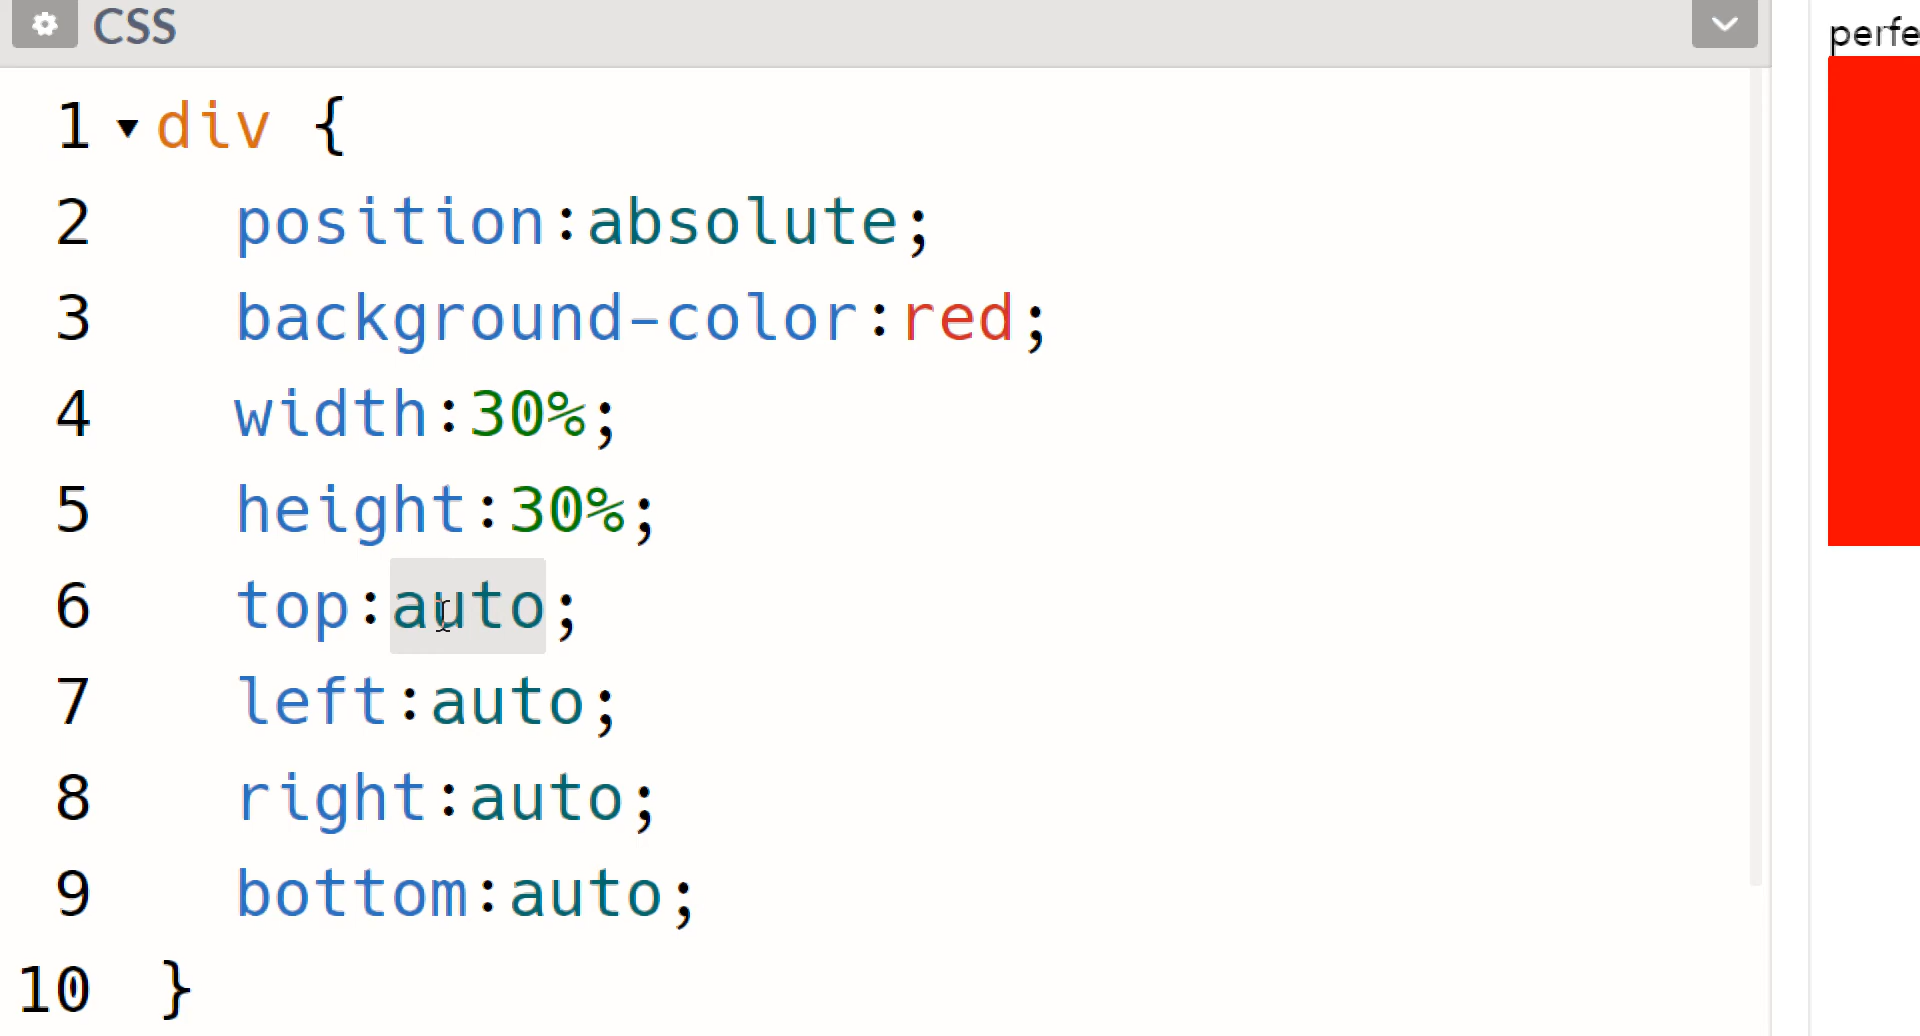 CSS
1 div {
2 position:absolute;
3 background-color:red;
4 width:30%;
5 height:30%;
6 top:auto;
7 left:auto;
8 right:auto;
9 bottom:auto;
10 }
perfe